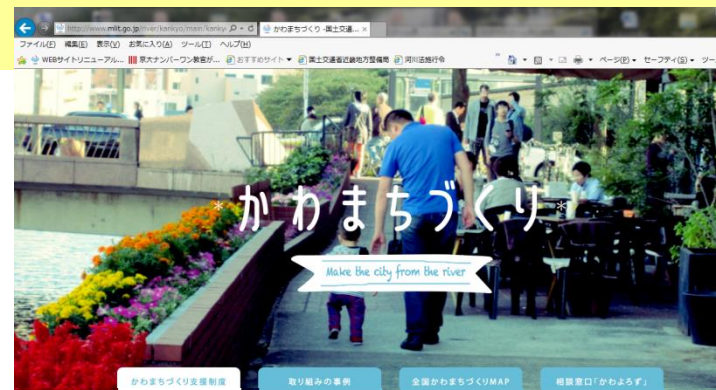 http://www.mlit.go.jp/river/kankyo/main/kanky
かわまちづくり -国土交通...
ファイル(F) 編集(E) 表示(V) お気に入り(A) ツール(T) ヘルプ(H)
WEBサイトリニューアル... 京大ナンバーワン教官が... おすすめサイト 国土交通省近畿地方整備局 河川法施行令
ページ(P) セーフティ(S) ツー
*かわまちづくり*
Make the city from the river
かわまちづくり支援制度 取り組みの事例 全国かわまちづくりMAP 相談窓口「かわよろず」